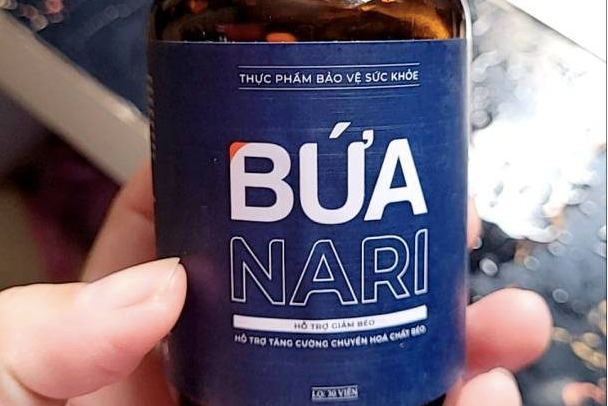 THỰC PHẨM BẢO VỆ SỨC KHỎE
BỨA
NARI
HỖ TRỢ GIẢM BÉO
HỖ TRỢ TĂNG CƯỜNG CHUYỂN HOÁ CHẤT BÉO
LỌ: 30 VIÊN